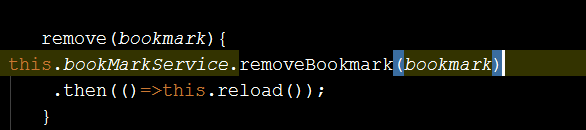 remove(bookmark){
this.bookMarkService.removeBookmark(bookmark)
.then(()=>this.reload());
}